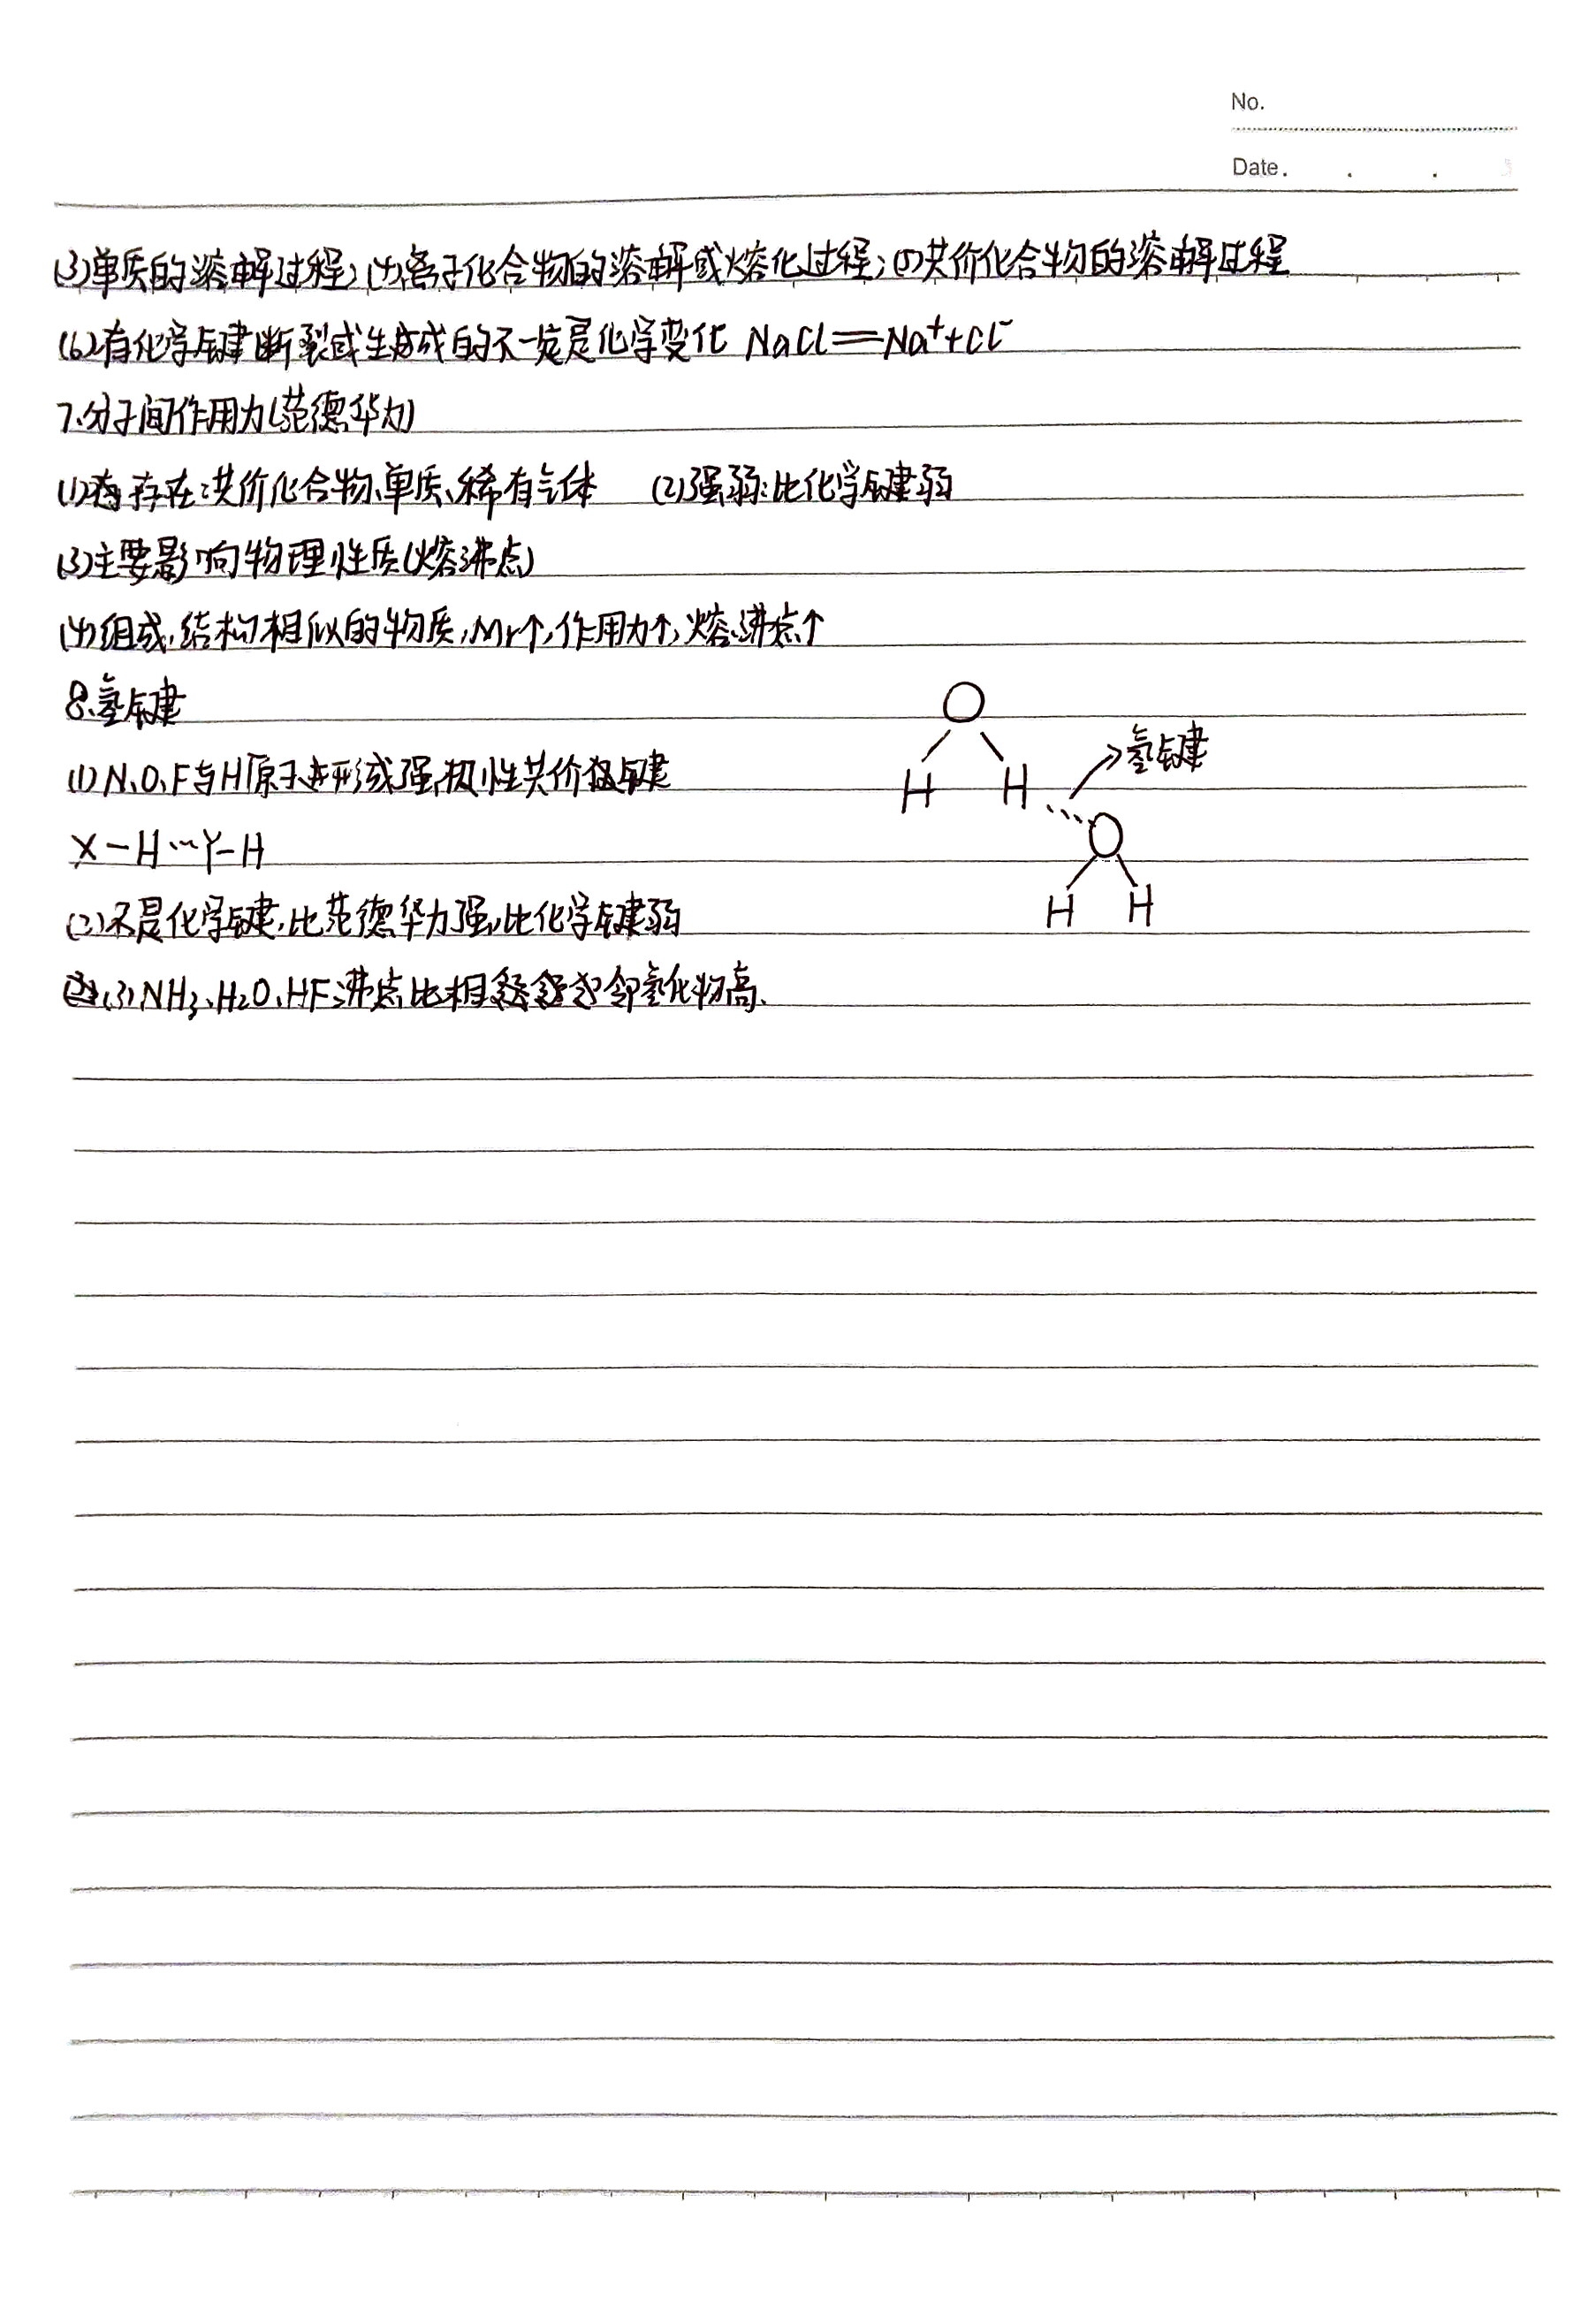 No.
Date.
(3)单质的溶解过程;(4)离子化合物的溶解或熔化过程;(5)共价化合物的溶解过程
(6)有化学键断裂或生成的不一定是化学变化 NaCl══Na⁺+Cl⁻
7.分子间作用力(范德华力)
(1)存在:共价化合物、单质、稀有气体 (2)强弱:比化学键弱
(3)主要影响物理性质(熔沸点)
(4)组成、结构相似的物质,Mr↑,作用力↑,熔、沸点↑
8.氢键
(1)N、O、F与H原子形成强极性共价键
X-H…Y-H
(2)不是化学键,比范德华力强,比化学键弱
(3)NH₃、H₂O、HF沸点比相邻氢化物高.
O
H H
氢键
O
H H